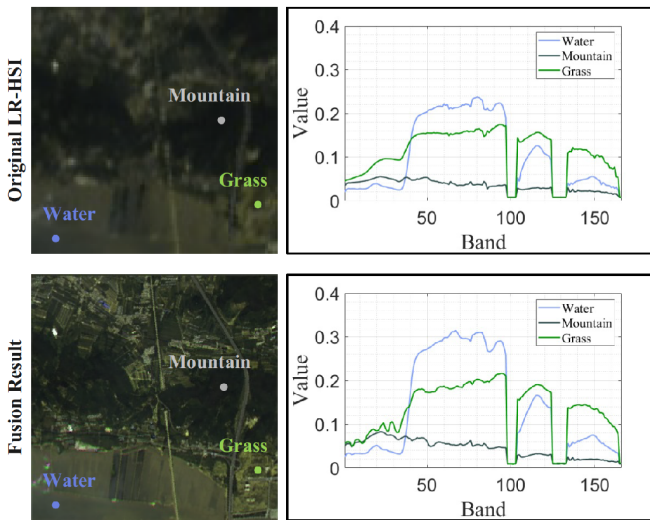 Original LR-HSI
Mountain
Grass
Water
Value
0.4
0.3
0.2
0.1
0
50
100
150
Band
Water
Mountain
Grass
Fusion Result
Mountain
Grass
Water
Value
0.4
0.3
0.2
0.1
0
50
100
150
Band
Water
Mountain
Grass